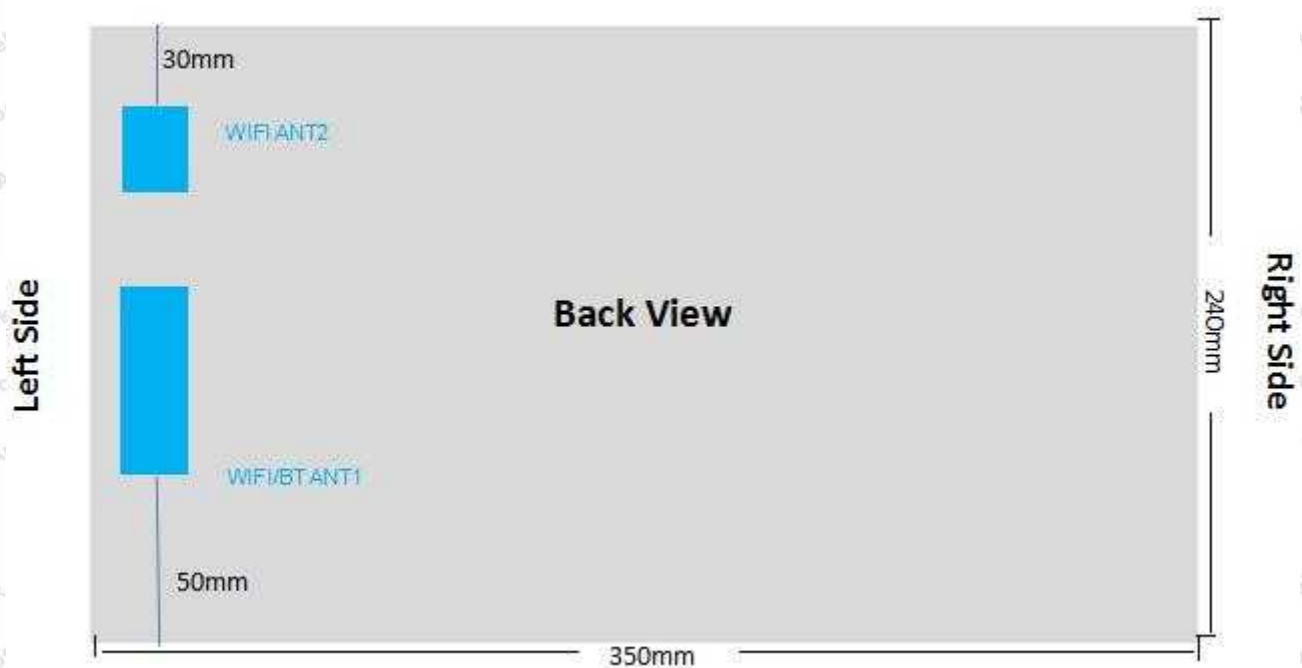 30mm
WIFI ANT2
Left Side
Back View
240mm
Right Side
WIFI/BT ANT1
50mm
350mm